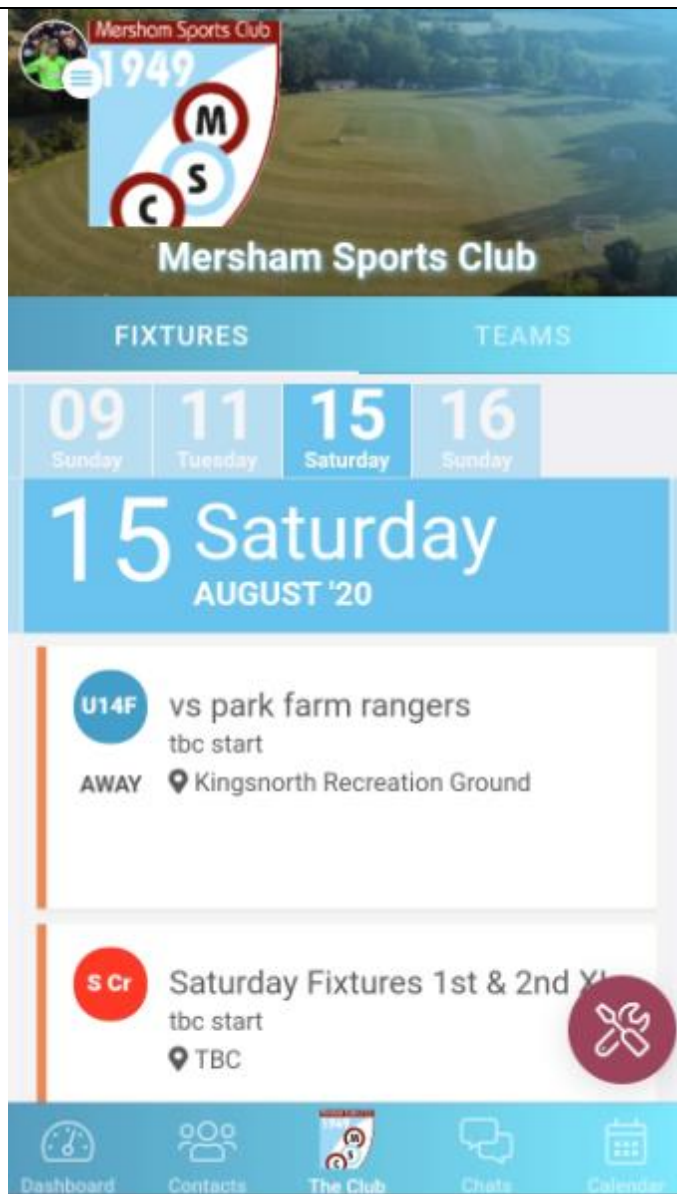 Mersham Sports Club
1949
M
S
C
Mersham Sports Club
FIXTURES TEAMS
09 11 15 16
Sunday Tuesday Saturday Sunday
15 Saturday
AUGUST '20
U14F vs park farm rangers
tbc start
AWAY Kingsnorth Recreation Ground
S Cr Saturday Fixtures 1st & 2nd
tbc start
TBC
M
S
C
Dashboard Contacts The Club Chats Calendar